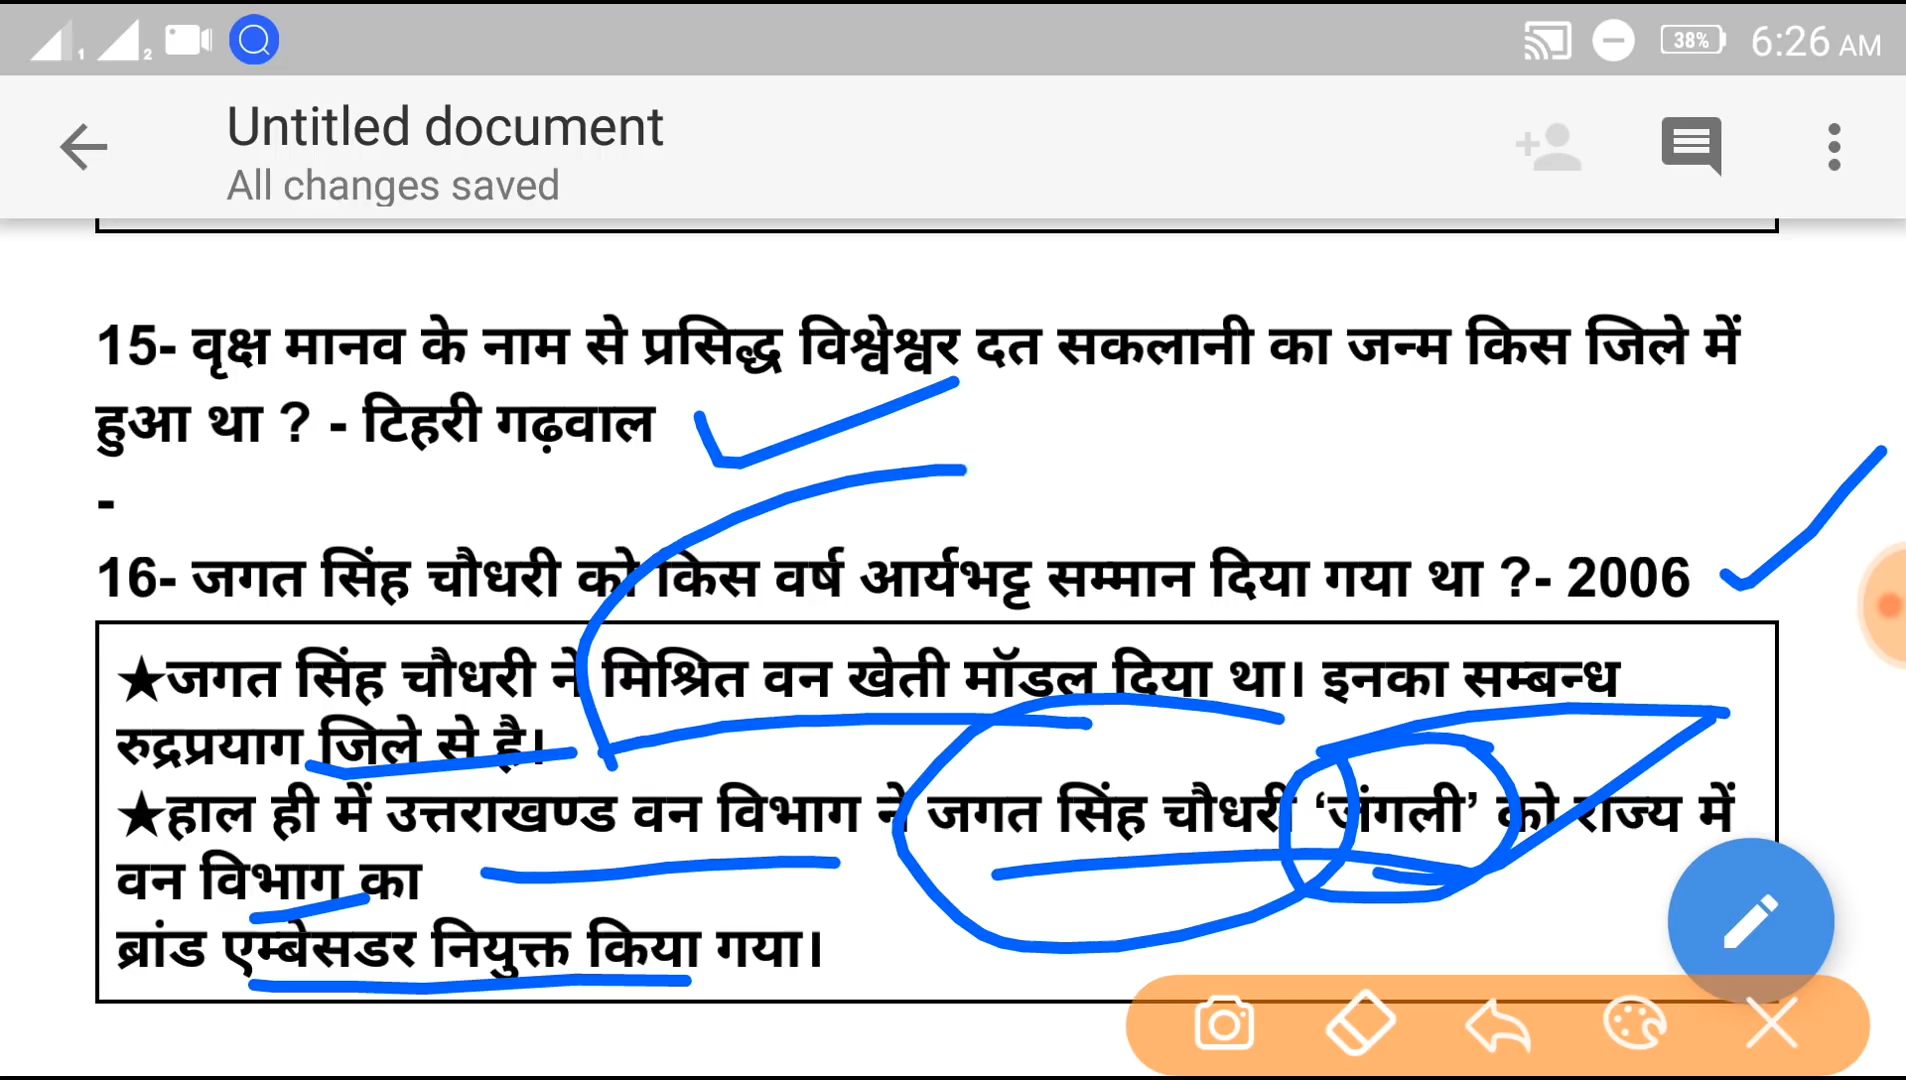 1 2 38% 6:26 AM
Untitled document
All changes saved
15- वृक्ष मानव के नाम से प्रसिद्ध विश्वेश्वर दत सकलानी का जन्म किस जिले में
हुआ था ? - टिहरी गढ़वाल
-
16- जगत सिंह चौधरी को किस वर्ष आर्यभट्ट सम्मान दिया गया था ?- 2006
★जगत सिंह चौधरी ने मिश्रित वन खेती मॉडल दिया था। इनका सम्बन्ध
रुद्रप्रयाग जिले से है।
★हाल ही में उत्तराखण्ड वन विभाग ने जगत सिंह चौधरी ‘जंगली’ को राज्य में
वन विभाग का
ब्रांड एम्बेसडर नियुक्त किया गया।